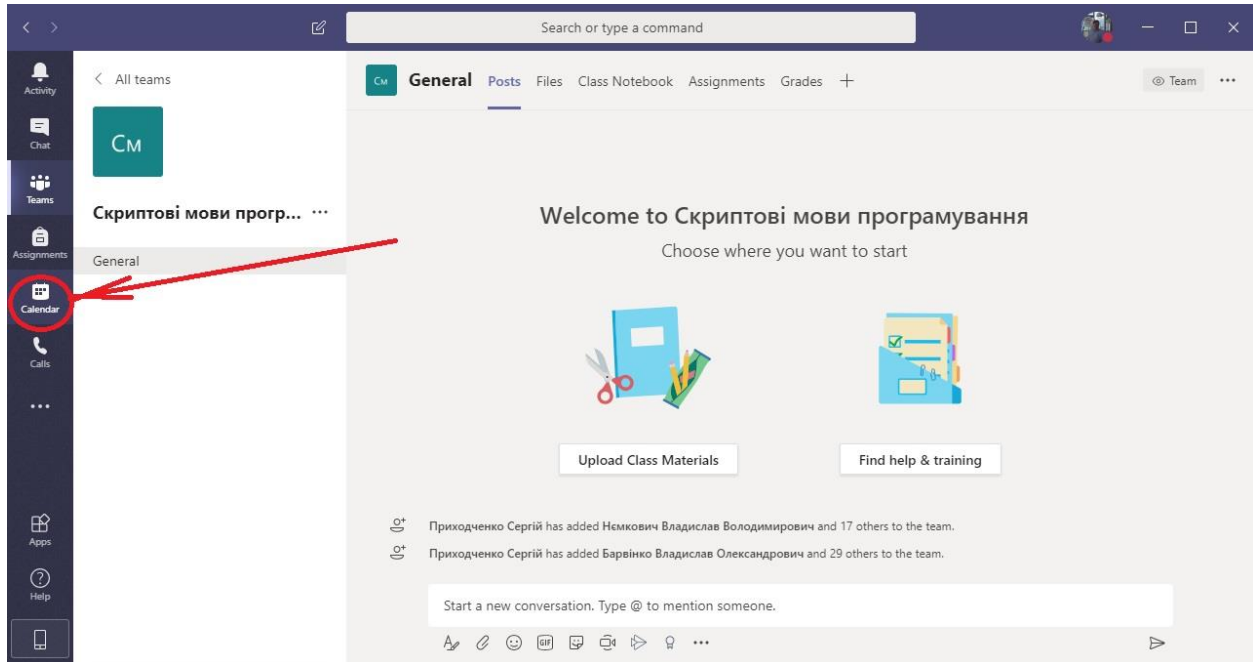 Search or type a command
Activity
Chat
Teams
Assignments
Calendar
Calls
Apps
Help
All teams
См
Скриптові мови прогр... ...
General
См General Posts Files Class Notebook Assignments Grades
Team
Welcome to Скриптові мови програмування
Choose where you want to start
Upload Class Materials Find help & training
Приходченко Сергій has added Нємкович Владислав Володимирович and 17 others to the team.
Приходченко Сергій has added Барвінко Владислав Олександрович and 29 others to the team.
Start a new conversation. Type @ to mention someone.
GIF